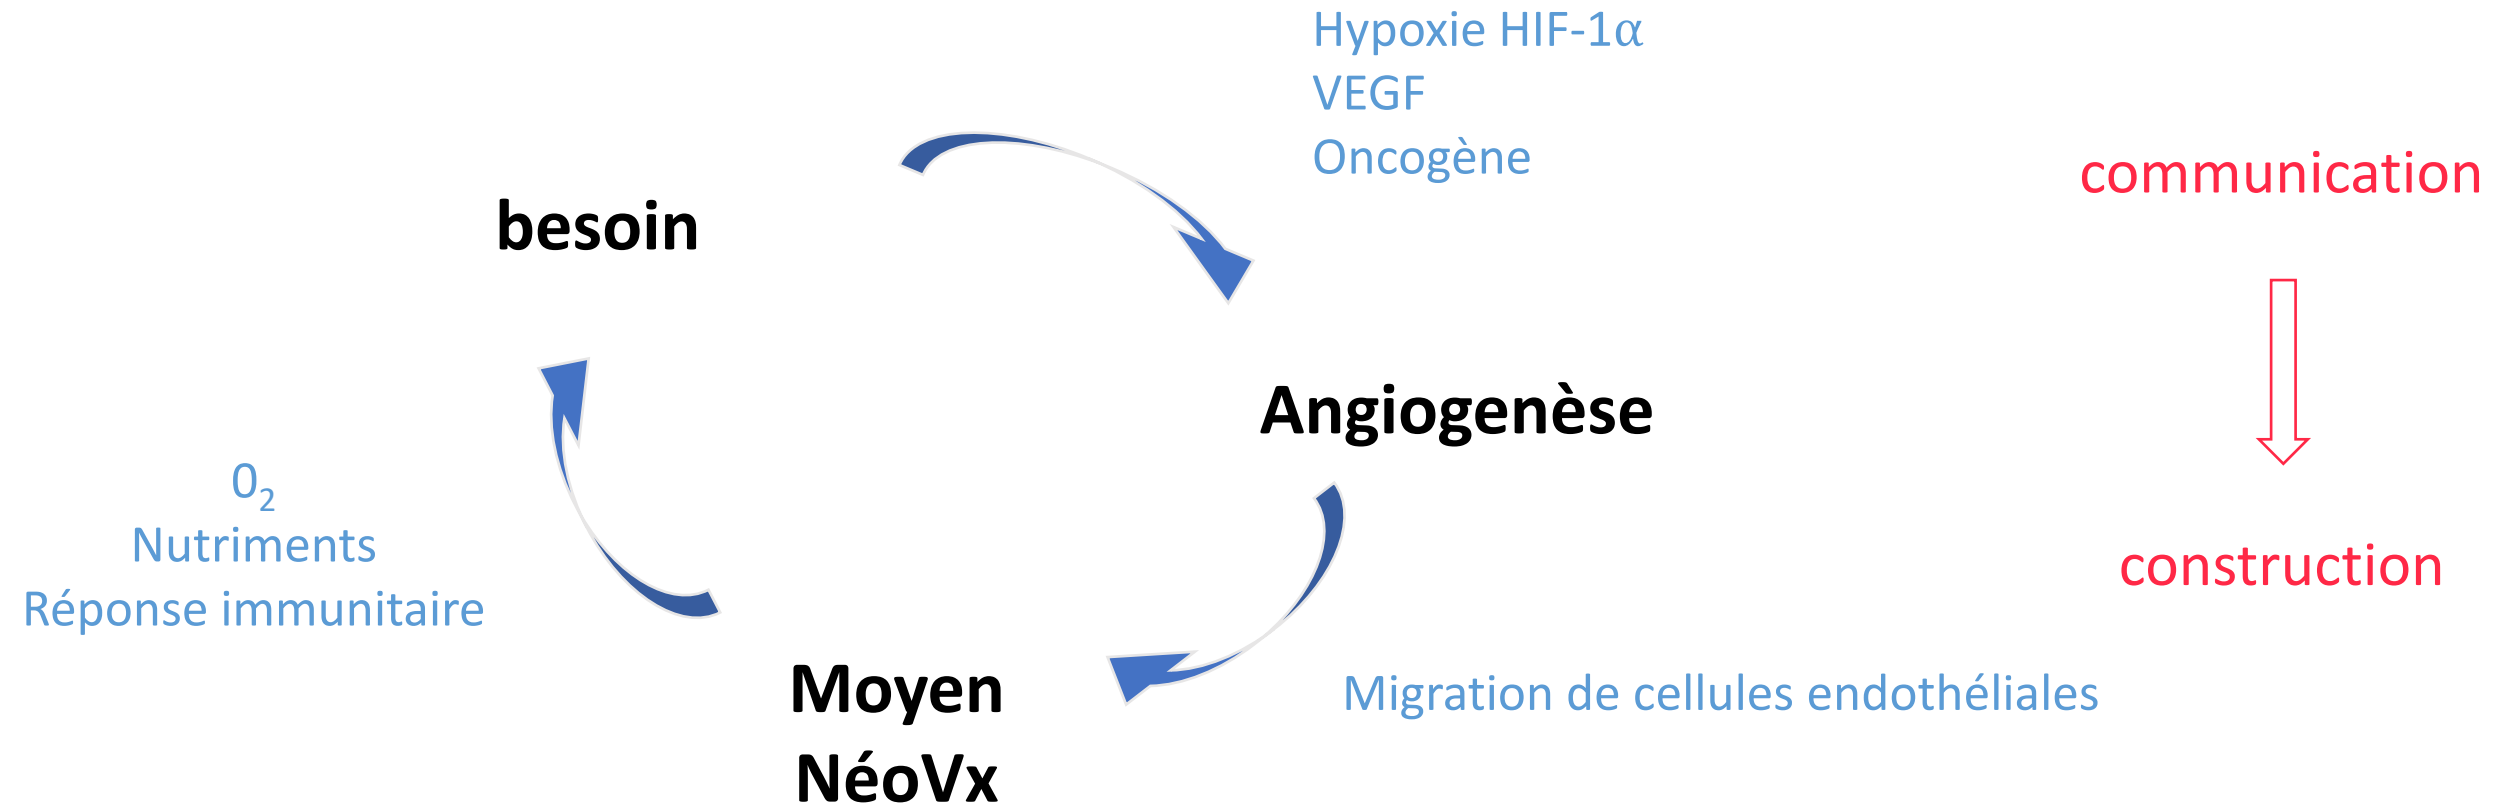 Hypoxie HIF-1α
VEGF
Oncogène
communication
besoin
Angiogenèse
0₂
Nutriments
Réponse immunitaire
construction
Moyen
NéoVx
Migration de cellules endothéliales